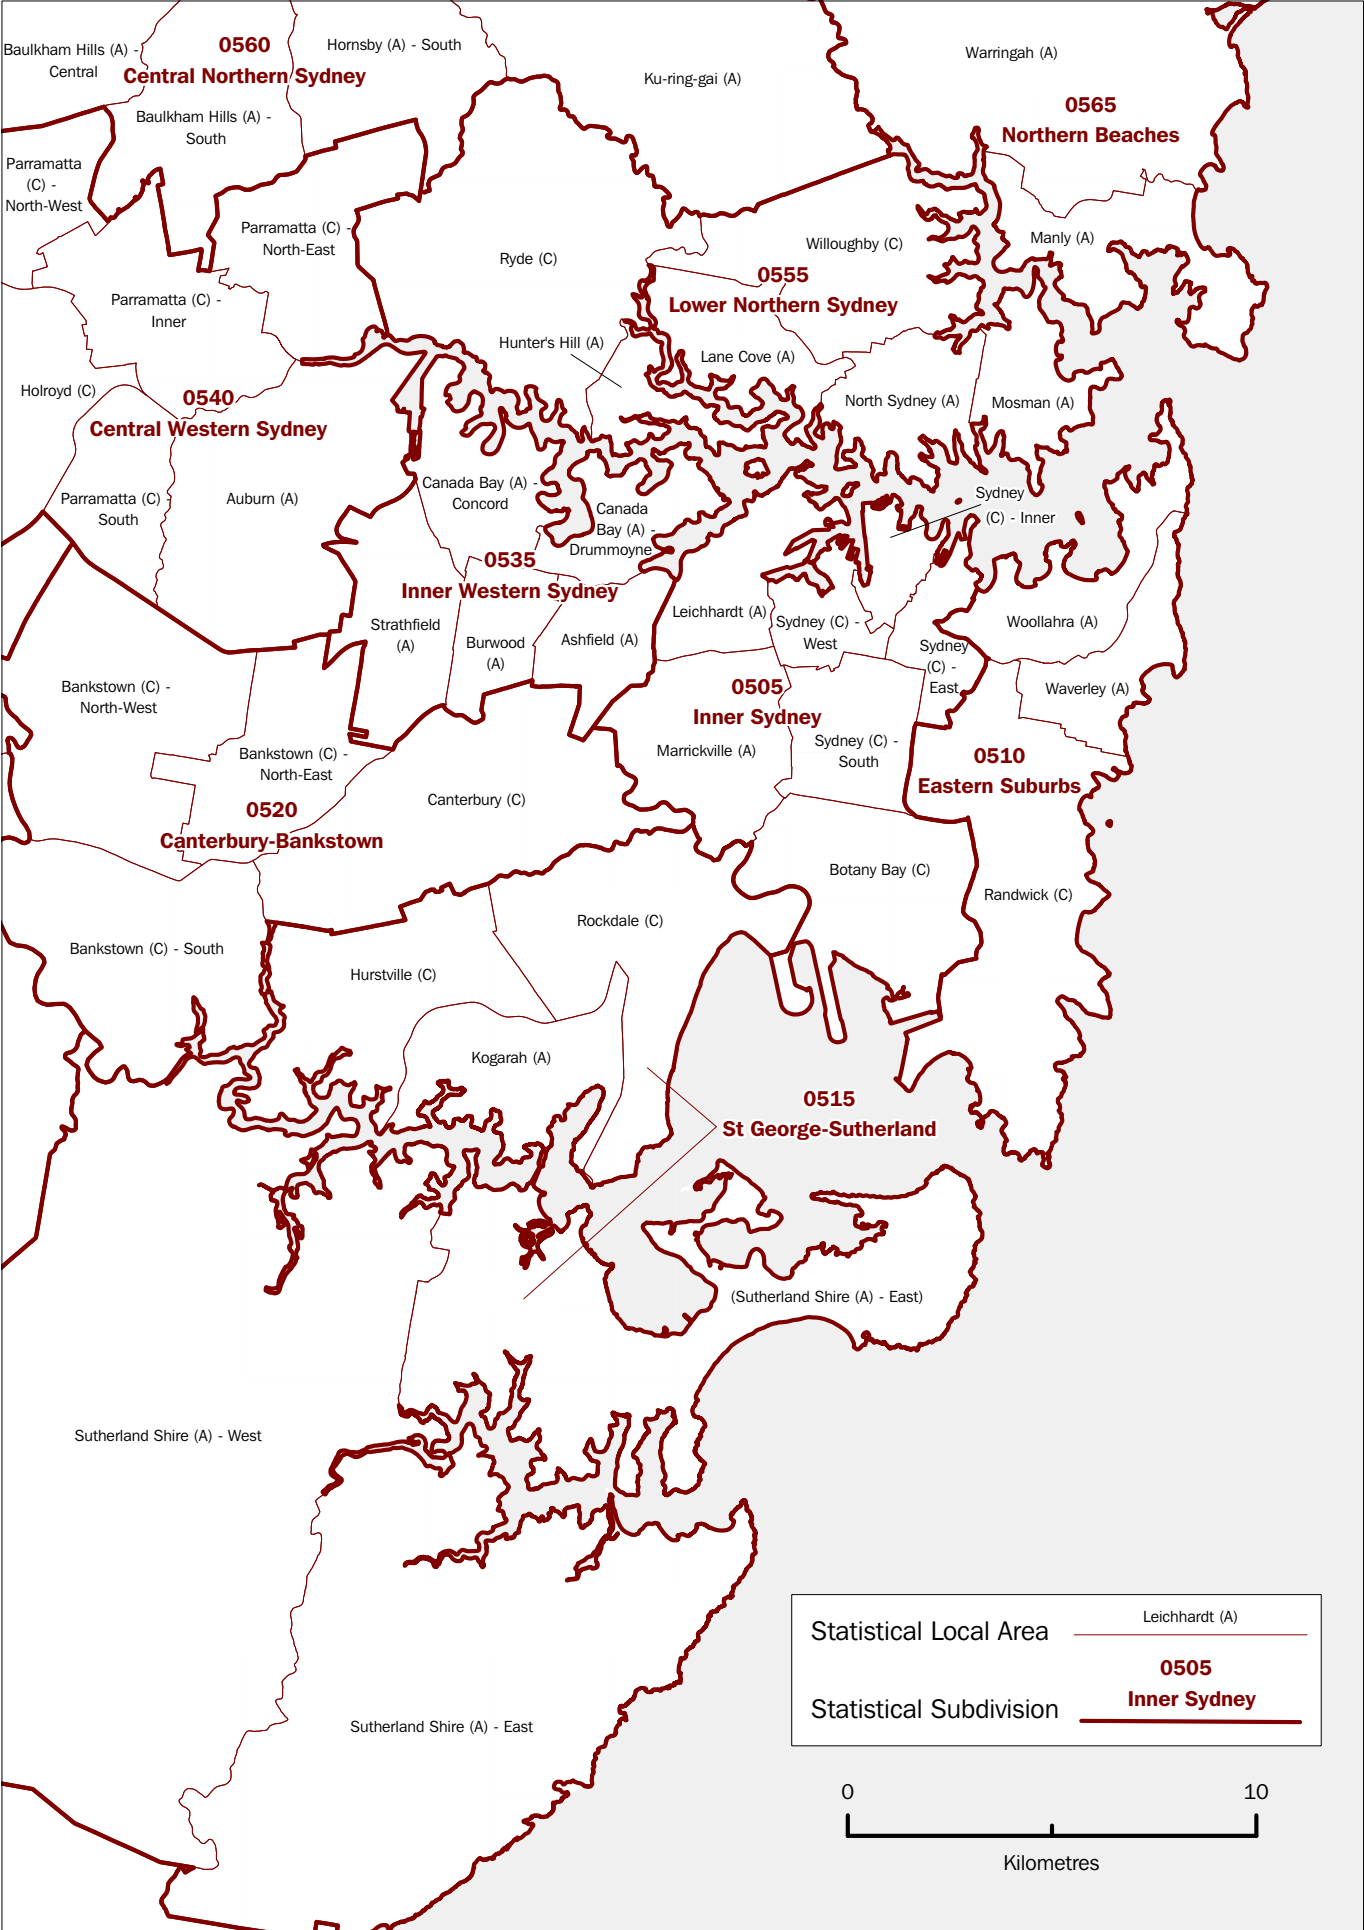 Baulkham Hills (A) -
Central
0560
Central Northern Sydney
Hornsby (A) - South
Ku-ring-gai (A)
Warringah (A)
0565
Northern Beaches
Baulkham Hills (A) -
South
Parramatta
(C) -
North-West
Parramatta (C) -
North-East
Ryde (C)
Willoughby (C)
Manly (A)
0555
Lower Northern Sydney
Parramatta (C) -
Inner
Hunter's Hill (A)
Lane Cove (A)
Holroyd (C)
0540
Central Western Sydney
North Sydney (A)
Mosman (A)
Parramatta (C)
South
Auburn (A)
Canada Bay (A) -
Concord
Canada
Bay (A) -
Drummoyne
Sydney
(C) - Inner
0535
Inner Western Sydney
Strathfield
(A)
Burwood
(A)
Ashfield (A)
Leichhardt (A)
Sydney (C) -
West
Sydney
(C) -
East
Woollahra (A)
Waverley (A)
Bankstown (C) -
North-West
0505
Inner Sydney
Marrickville (A)
Sydney (C) -
South
0510
Eastern Suburbs
Bankstown (C) -
North-East
0520
Canterbury-Bankstown
Canterbury (C)
Botany Bay (C)
Randwick (C)
Rockdale (C)
Bankstown (C) - South
Hurstville (C)
Kogarah (A)
0515
St George-Sutherland
(Sutherland Shire (A) - East)
Sutherland Shire (A) - West
Sutherland Shire (A) - East
Statistical Local Area
Leichhardt (A)
Statistical Subdivision
0505
Inner Sydney
0
10
Kilometres